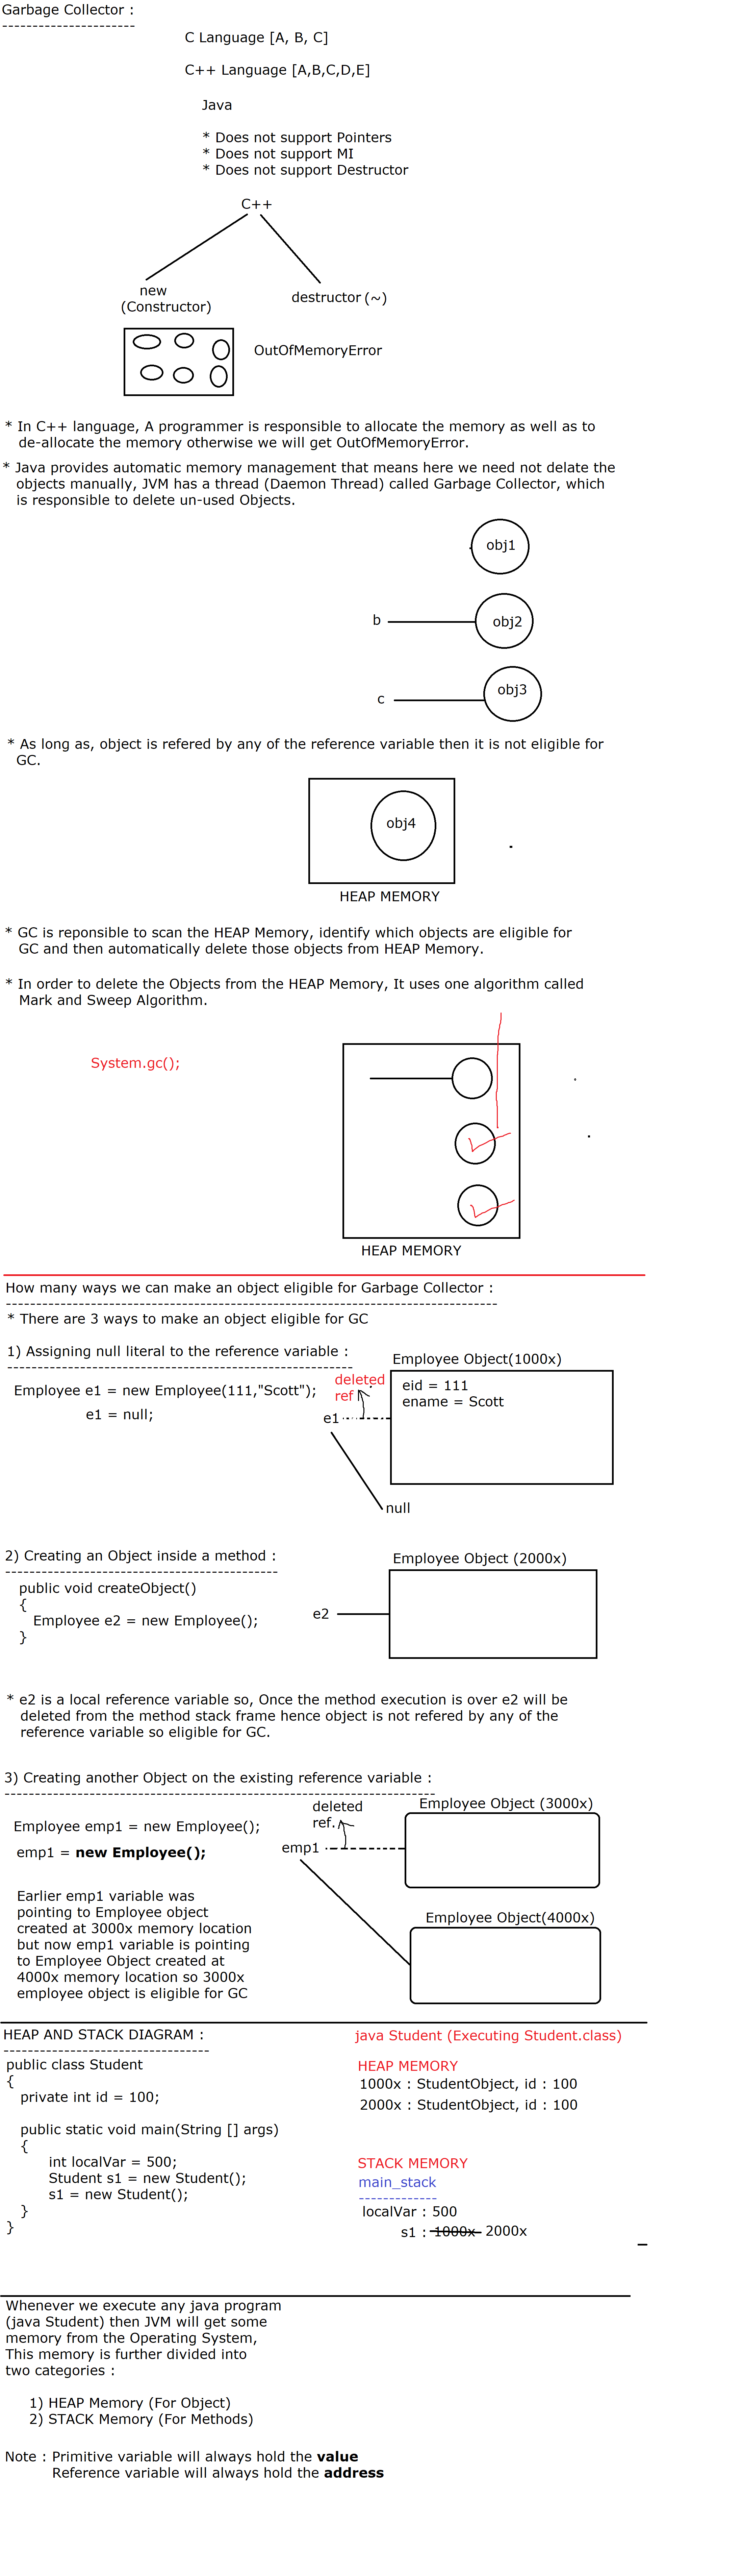 Garbage Collector :
----------------------
C Language [A, B, C]
C++ Language [A,B,C,D,E]
Java
* Does not support Pointers
* Does not support MI
* Does not support Destructor
C++
new
(Constructor)
destructor (~)
OutOfMemoryError
* In C++ language, A programmer is responsible to allocate the memory as well as to
de-allocate the memory otherwise we will get OutOfMemoryError.
* Java provides automatic memory management that means here we need not delate the
objects manually, JVM has a thread (Daemon Thread) called Garbage Collector, which
is responsible to delete un-used Objects.
obj1
b
obj2
c
obj3
* As long as, object is refered by any of the reference variable then it is not eligible for
GC.
obj4
HEAP MEMORY
* GC is reponsible to scan the HEAP Memory, identify which objects are eligible for
GC and then automatically delete those objects from HEAP Memory.
* In order to delete the Objects from the HEAP Memory, It uses one algorithm called
Mark and Sweep Algorithm.
System.gc();
HEAP MEMORY
How many ways we can make an object eligible for Garbage Collector :
---------------------------------------------------------------------------------
* There are 3 ways to make an object eligible for GC
1) Assigning null literal to the reference variable :
---------------------------------------------------------
Employee e1 = new Employee(111,"Scott");
e1 = null;
deleted
ref
e1
null
Employee Object(1000x)
eid = 111
ename = Scott
2) Creating an Object inside a method :
---------------------------------------------
public void createObject()
{
Employee e2 = new Employee();
}
e2
Employee Object (2000x)
* e2 is a local reference variable so, Once the method execution is over e2 will be
deleted from the method stack frame hence object is not refered by any of the
reference variable so eligible for GC.
3) Creating another Object on the existing reference variable :
-----------------------------------------------------------------------
Employee emp1 = new Employee();
emp1 = new Employee();
deleted
ref.
emp1
Employee Object (3000x)
Employee Object(4000x)
Earlier emp1 variable was
pointing to Employee object
created at 3000x memory location
but now emp1 variable is pointing
to Employee Object created at
4000x memory location so 3000x
employee object is eligible for GC
HEAP AND STACK DIAGRAM :
----------------------------------
public class Student
{
private int id = 100;
public static void main(String [] args)
{
int localVar = 500;
Student s1 = new Student();
s1 = new Student();
}
}
java Student (Executing Student.class)
HEAP MEMORY
1000x : StudentObject, id : 100
2000x : StudentObject, id : 100
STACK MEMORY
main_stack
-------------
localVar : 500
s1 : 1000x 2000x
Whenever we execute any java program
(java Student) then JVM will get some
memory from the Operating System,
This memory is further divided into
two categories :
1) HEAP Memory (For Object)
2) STACK Memory (For Methods)
Note : Primitive variable will always hold the value
Reference variable will always hold the address